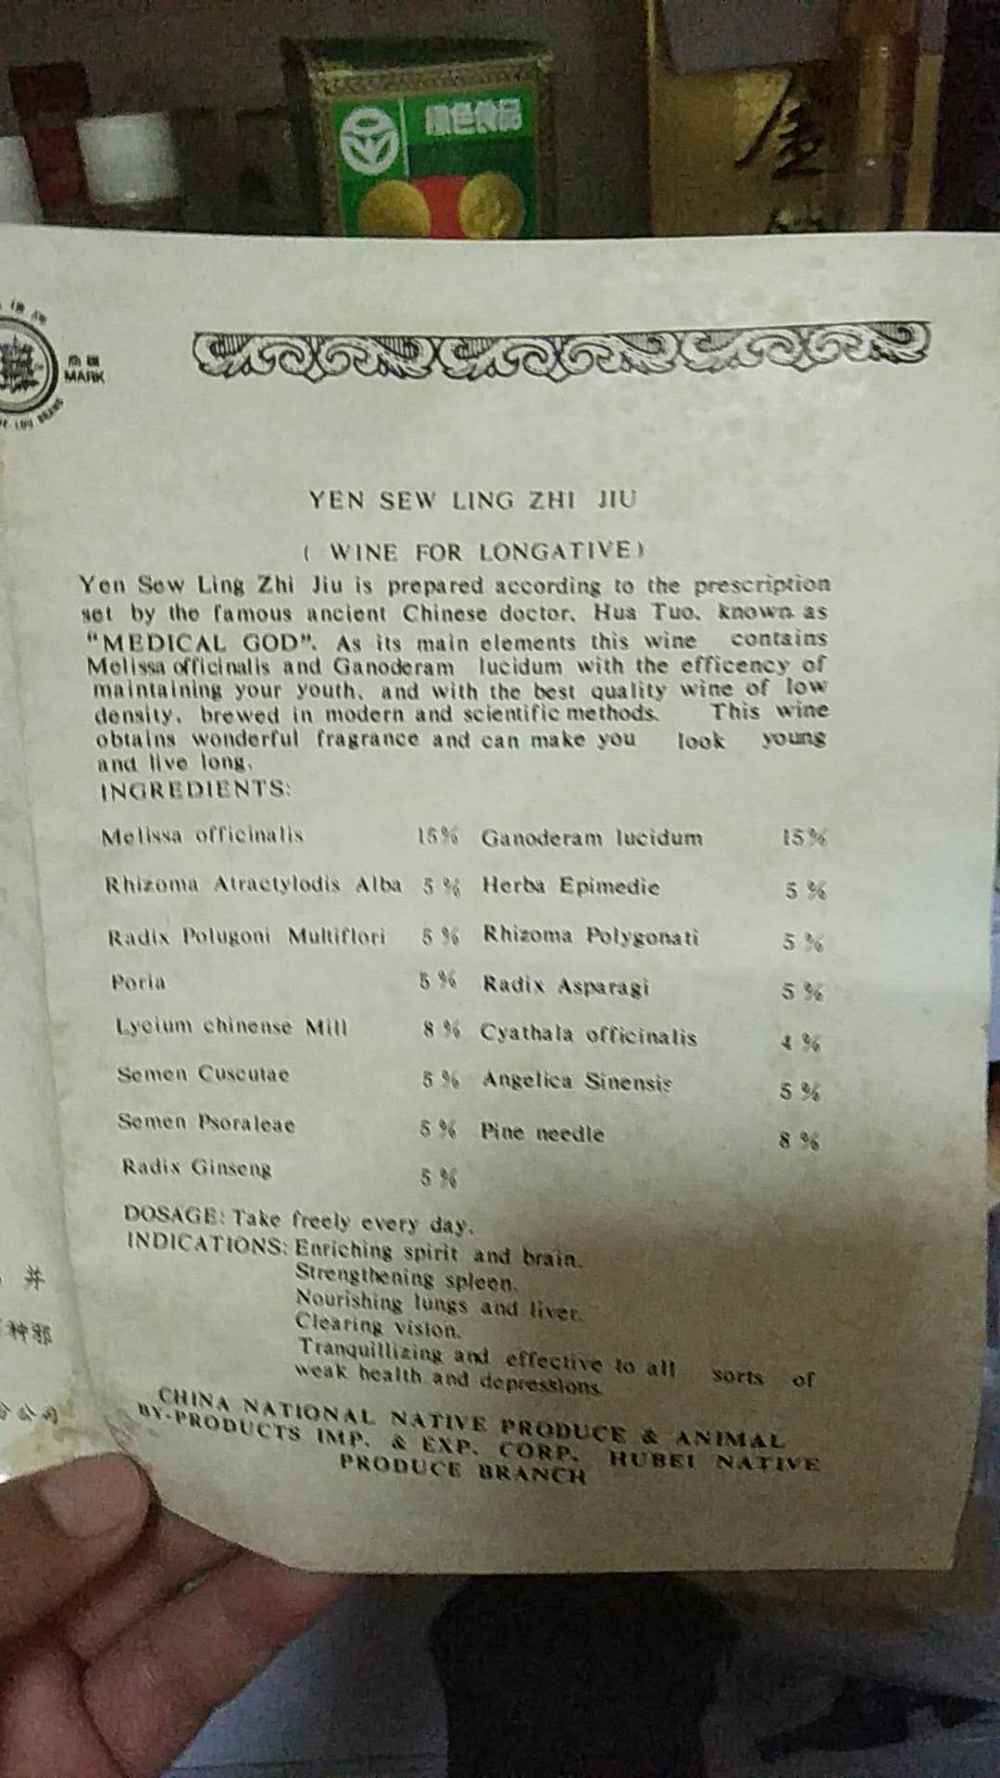 绿色食品
商标
MARK
YEN SEW LING ZHI JIU
( WINE FOR LONGATIVE)
Yen Sew Ling Zhi Jiu is prepared according to the prescription
set by the famous ancient Chinese doctor, Hua Tuo, known as
"MEDICAL GOD". As its main elements this wine contains
Melissa officinalis and Ganoderam lucidum with the efficency of
maintaining your youth, and with the best quality wine of low
density, brewed in modern and scientific methods. This wine
obtains wonderful fragrance and can make you look young
and live long.
INGREDIENTS:
Melissa officinalis 15% Ganoderam lucidum 15%
Rhizoma Atractylodis Alba 5% Herba Epimedie 5%
Radix Polugoni Multiflori 5% Rhizoma Polygonati 5%
Poria 5% Radix Asparagi 5%
Lycium chinense Mill 8% Cyathala officinalis 4%
Semen Cuscutae 5% Angelica Sinensis 5%
Semen Psoraleae 5% Pine needle 8%
Radix Ginseng 5%
DOSAGE: Take freely every day.
INDICATIONS: Enriching spirit and brain.
Strengthening spleen.
Nourishing lungs and liver.
Clearing vision.
Tranquillizing and effective to all sorts of
weak health and depressions.
CHINA NATIONAL NATIVE PRODUCE & ANIMAL
BY-PRODUCTS IMP. & EXP. CORP. HUBEI NATIVE
PRODUCE BRANCH
并
种邪
公司